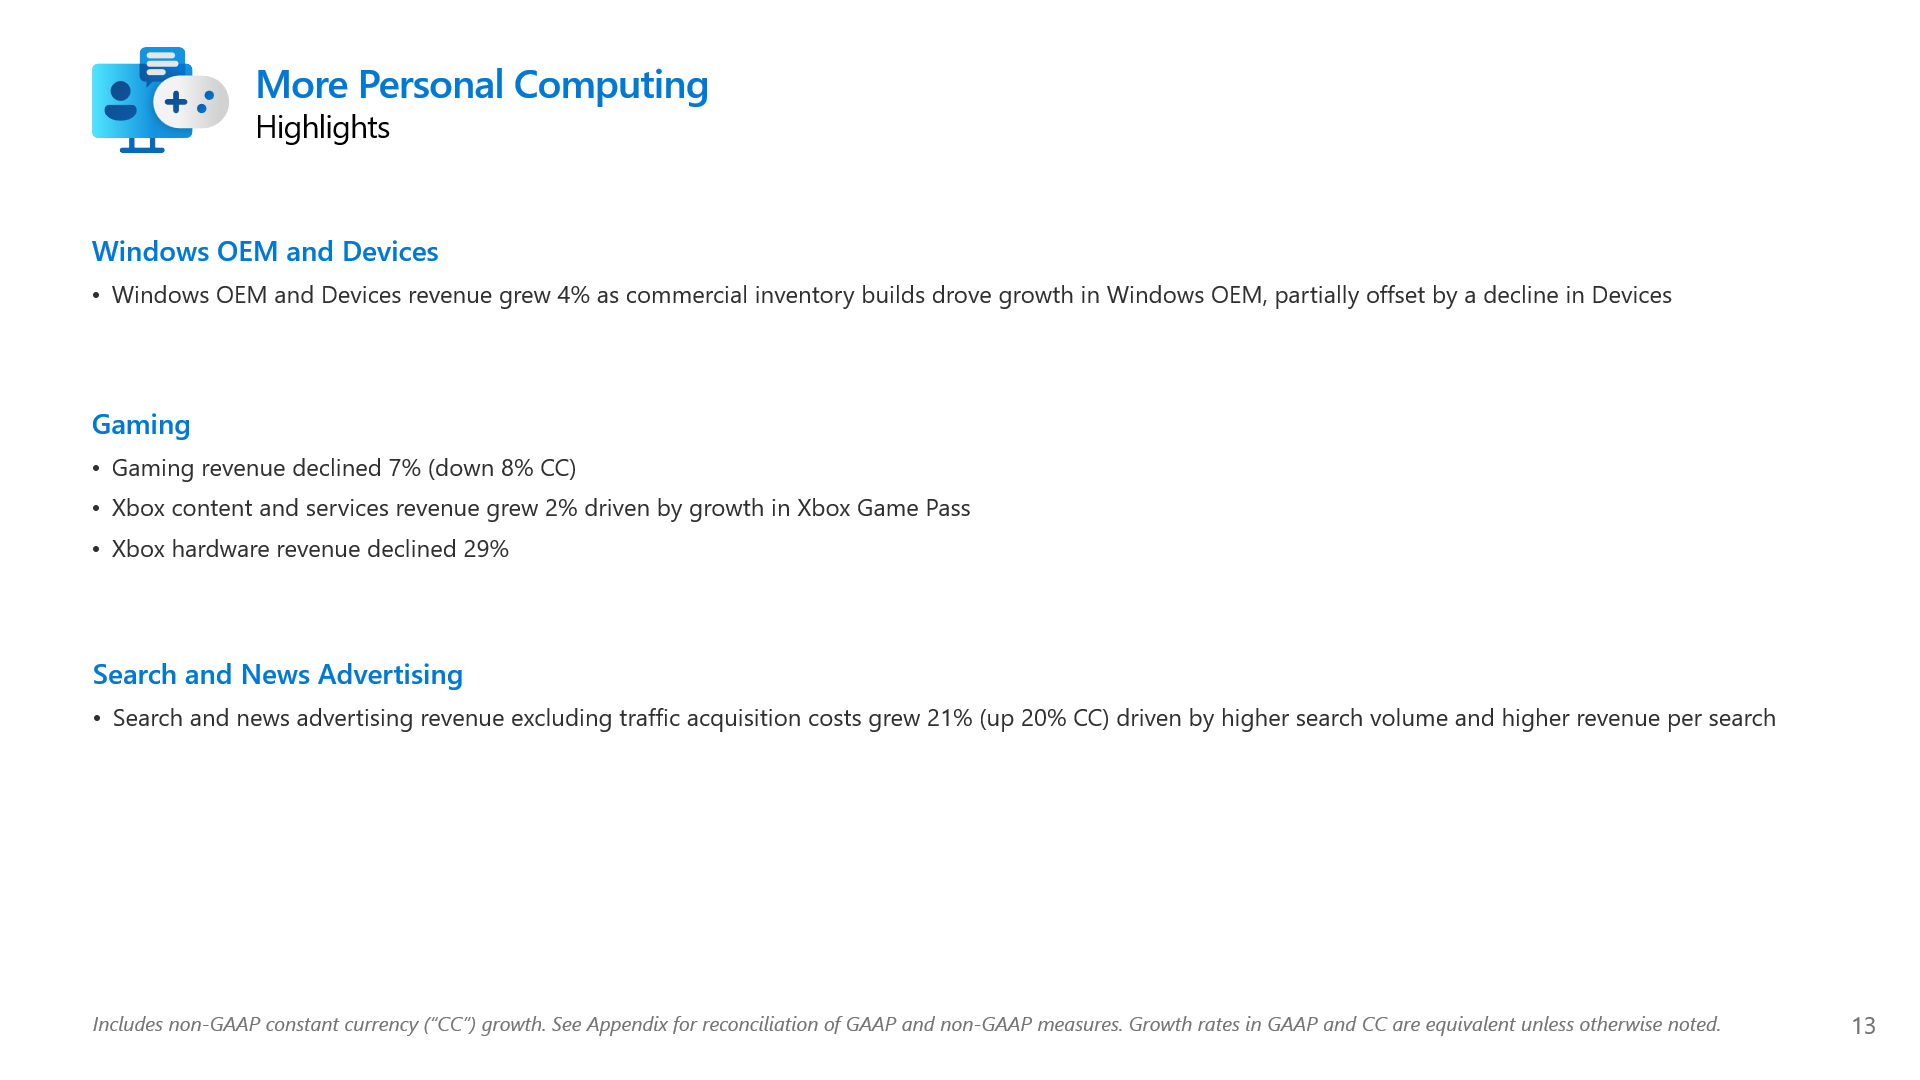 More Personal Computing
Highlights
Windows OEM and Devices
• Windows OEM and Devices revenue grew 4% as commercial inventory builds drove growth in Windows OEM, partially offset by a decline in Devices
Gaming
• Gaming revenue declined 7% (down 8% CC)
• Xbox content and services revenue grew 2% driven by growth in Xbox Game Pass
• Xbox hardware revenue declined 29%
Search and News Advertising
• Search and news advertising revenue excluding traffic acquisition costs grew 21% (up 20% CC) driven by higher search volume and higher revenue per search
Includes non-GAAP constant currency (“CC”) growth. See Appendix for reconciliation of GAAP and non-GAAP measures. Growth rates in GAAP and CC are equivalent unless otherwise noted.
13